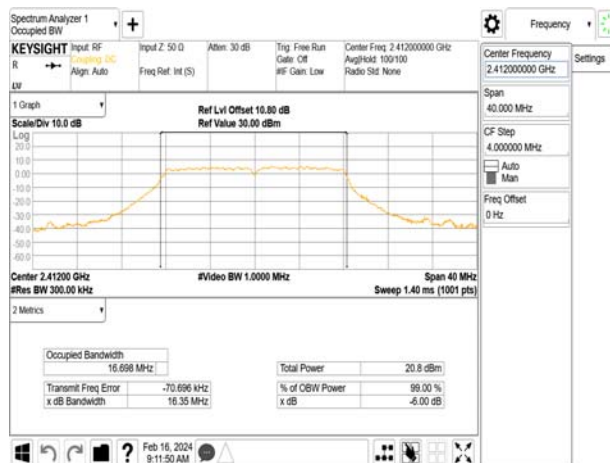 Spectrum Analyzer 1
Occupied BW
+
Frequency
KEYSIGHT Input: RF Input Z: 50 Ω Atten: 30 dB Trig: Free Run Center Freq: 2.412000000 GHz
R Coupling: DC Gate: Off Avg|Hold: 100/100
Align: Auto Freq Ref: Int (S) #IF Gain: Low Radio Std: None
LXI
Center Frequency
2.412000000 GHz
Settings
Span
40.000 MHz
CF Step
4.000000 MHz
Auto
Man
Freq Offset
0 Hz
1 Graph
Ref Lvl Offset 10.80 dB
Scale/Div 10.0 dB Ref Value 30.00 dBm
Log
20.0
10.0
0.00
-10.0
-20.0
-30.0
-40.0
-50.0
-60.0
Center 2.41200 GHz #Video BW 1.0000 MHz Span 40 MHz
#Res BW 300.00 kHz Sweep 1.40 ms (1001 pts)
2 Metrics
Occupied Bandwidth
16.698 MHz Total Power 20.8 dBm
Transmit Freq Error -70.696 kHz % of OBW Power 99.00 %
x dB Bandwidth 16.35 MHz x dB -6.00 dB
? Feb 16, 2024
9:11:50 AM